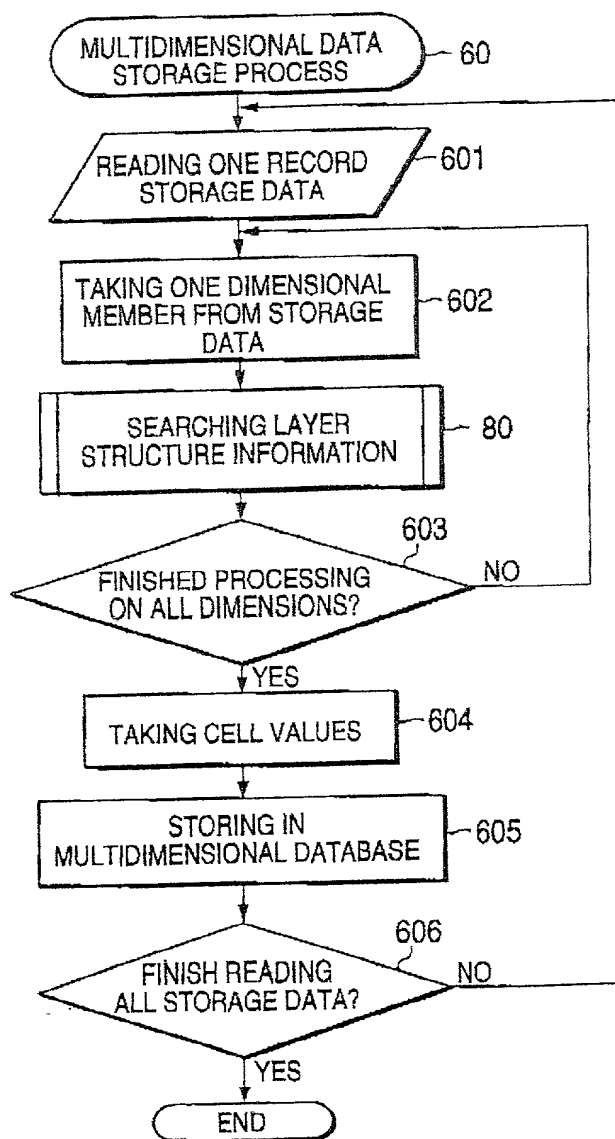 MULTIDIMENSIONAL DATA
STORAGE PROCESS
60
READING ONE RECORD
STORAGE DATA
601
TAKING ONE DIMENSIONAL
MEMBER FROM STORAGE
DATA
602
SEARCHING LAYER
STRUCTURE INFORMATION
80
603
FINISHED PROCESSING
ON ALL DIMENSIONS?
NO
YES
TAKING CELL VALUES
604
STORING IN
MULTIDIMENSIONAL DATABASE
605
606
FINISH READING
ALL STORAGE DATA?
NO
YES
END